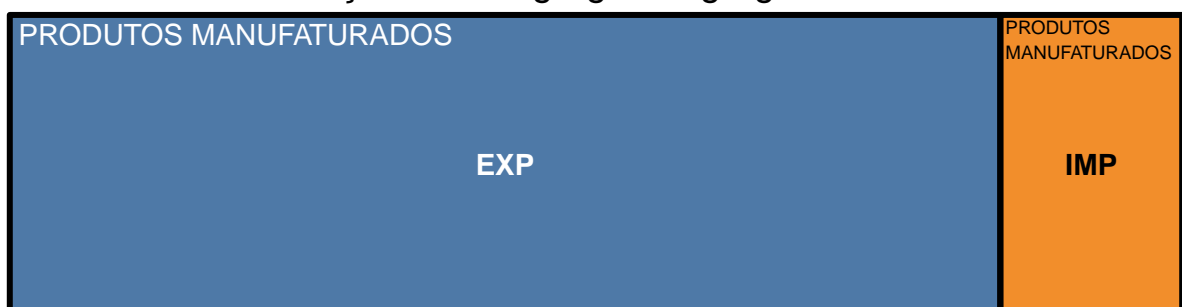 PRODUTOS MANUFATURADOS
EXP
PRODUTOS
MANUFATURADOS
IMP